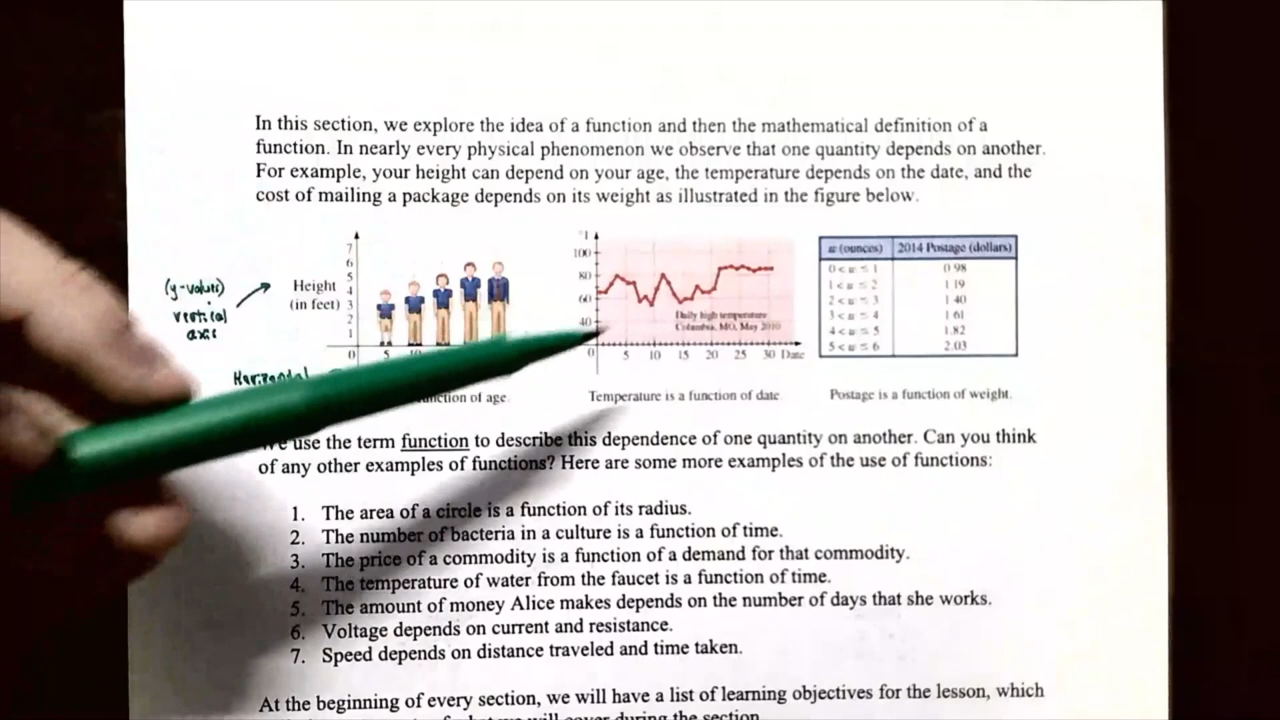 In this section, we explore the idea of a function and then the mathematical definition of a
function. In nearly every physical phenomenon we observe that one quantity depends on another.
For example, your height can depend on your age, the temperature depends on the date, and the
cost of mailing a package depends on its weight as illustrated in the figure below.
(y-values)
vertical
axis
Horizontal
Height
(in feet)
7
6
5
4
3
2
1
0
5
function of age.
100
80
60
40
0 5 10 15 20 25 30 Date
Daily high temperature
Columbia, MO, May 2010
Temperature is a function of date.
w (ounces) 2014 Postage (dollars)
0 < w ≤ 1 0.98
1 < w ≤ 2 1.19
2 < w ≤ 3 1.40
3 < w ≤ 4 1.61
4 < w ≤ 5 1.82
5 < w ≤ 6 2.03
Postage is a function of weight.
We use the term function to describe this dependence of one quantity on another. Can you think
of any other examples of functions? Here are some more examples of the use of functions:
1. The area of a circle is a function of its radius.
2. The number of bacteria in a culture is a function of time.
3. The price of a commodity is a function of a demand for that commodity.
4. The temperature of water from the faucet is a function of time.
5. The amount of money Alice makes depends on the number of days that she works.
6. Voltage depends on current and resistance.
7. Speed depends on distance traveled and time taken.
At the beginning of every section, we will have a list of learning objectives for the lesson, which
will cover during the section.